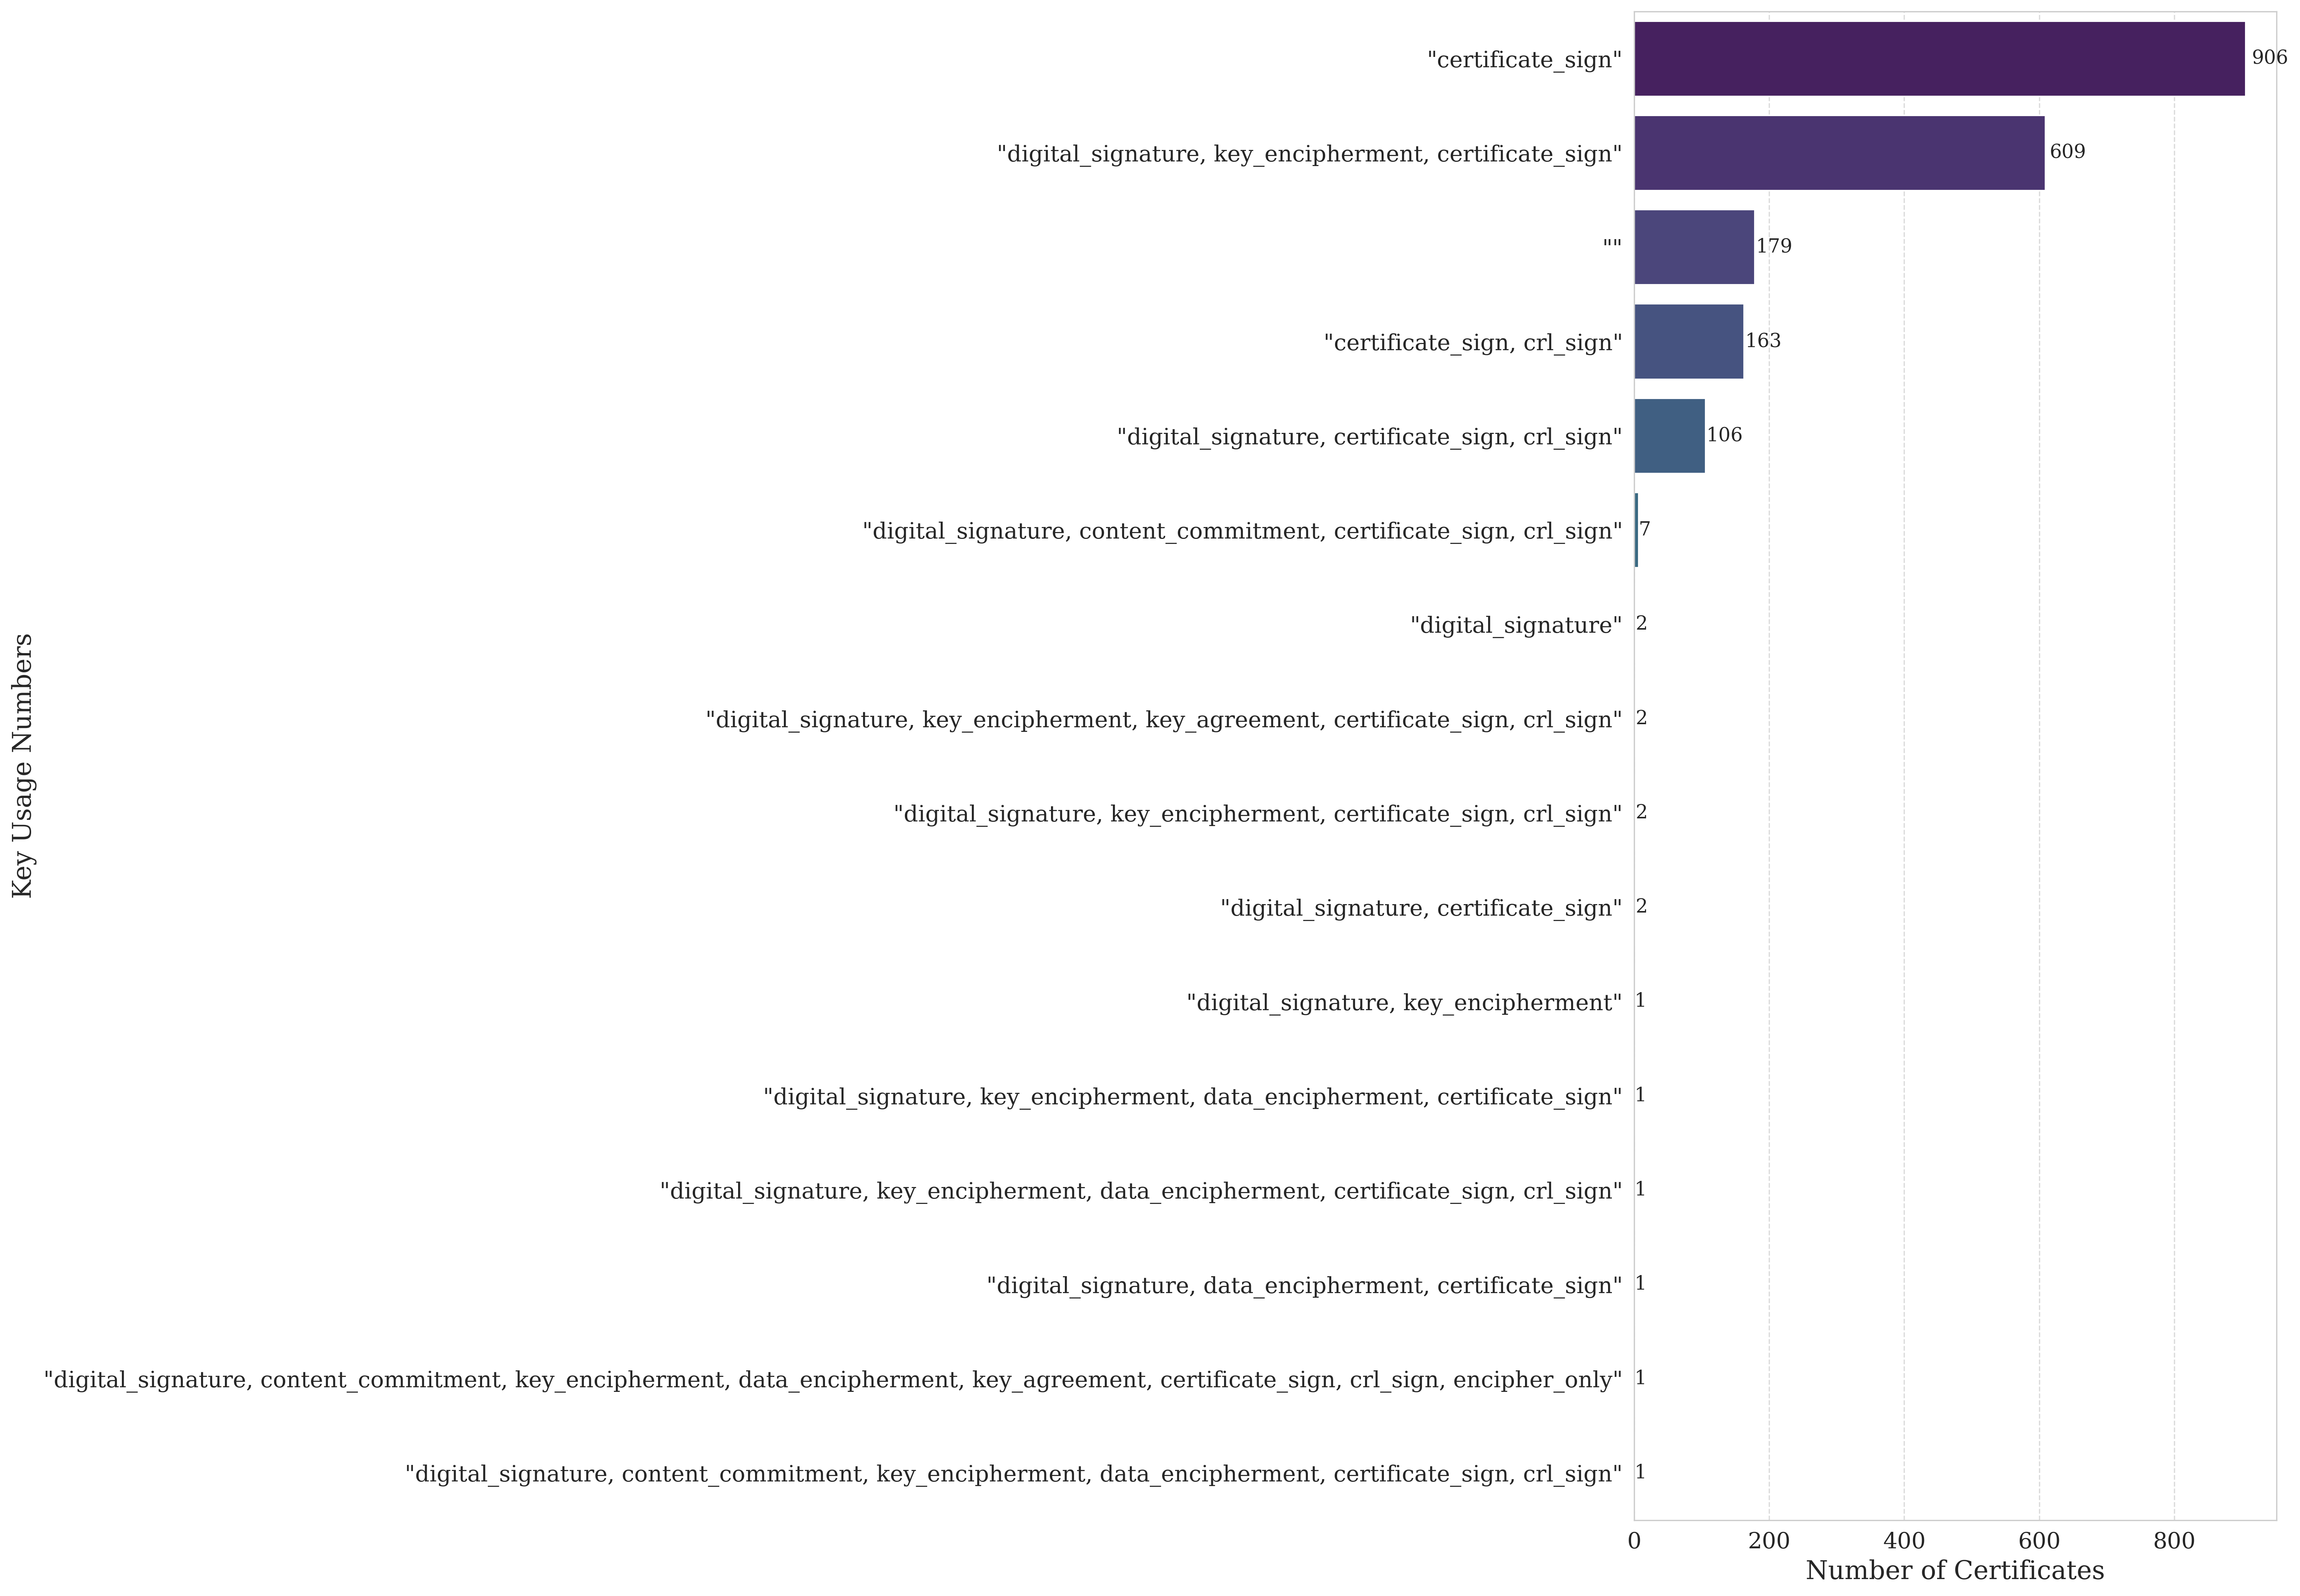 "certificate_sign" 906
"digital_signature, key_encipherment, certificate_sign" 609
"" 179
"certificate_sign, crl_sign" 163
"digital_signature, certificate_sign, crl_sign" 106
"digital_signature, content_commitment, certificate_sign, crl_sign" 7
"digital_signature" 2
"digital_signature, key_encipherment, key_agreement, certificate_sign, crl_sign" 2
"digital_signature, key_encipherment, certificate_sign, crl_sign" 2
"digital_signature, certificate_sign" 2
"digital_signature, key_encipherment" 1
"digital_signature, key_encipherment, data_encipherment, certificate_sign" 1
"digital_signature, key_encipherment, data_encipherment, certificate_sign, crl_sign" 1
"digital_signature, data_encipherment, certificate_sign" 1
"digital_signature, content_commitment, key_encipherment, data_encipherment, key_agreement, certificate_sign, crl_sign, encipher_only" 1
"digital_signature, content_commitment, key_encipherment, data_encipherment, certificate_sign, crl_sign" 1
0 200 400 600 800
Number of Certificates
Key Usage Numbers